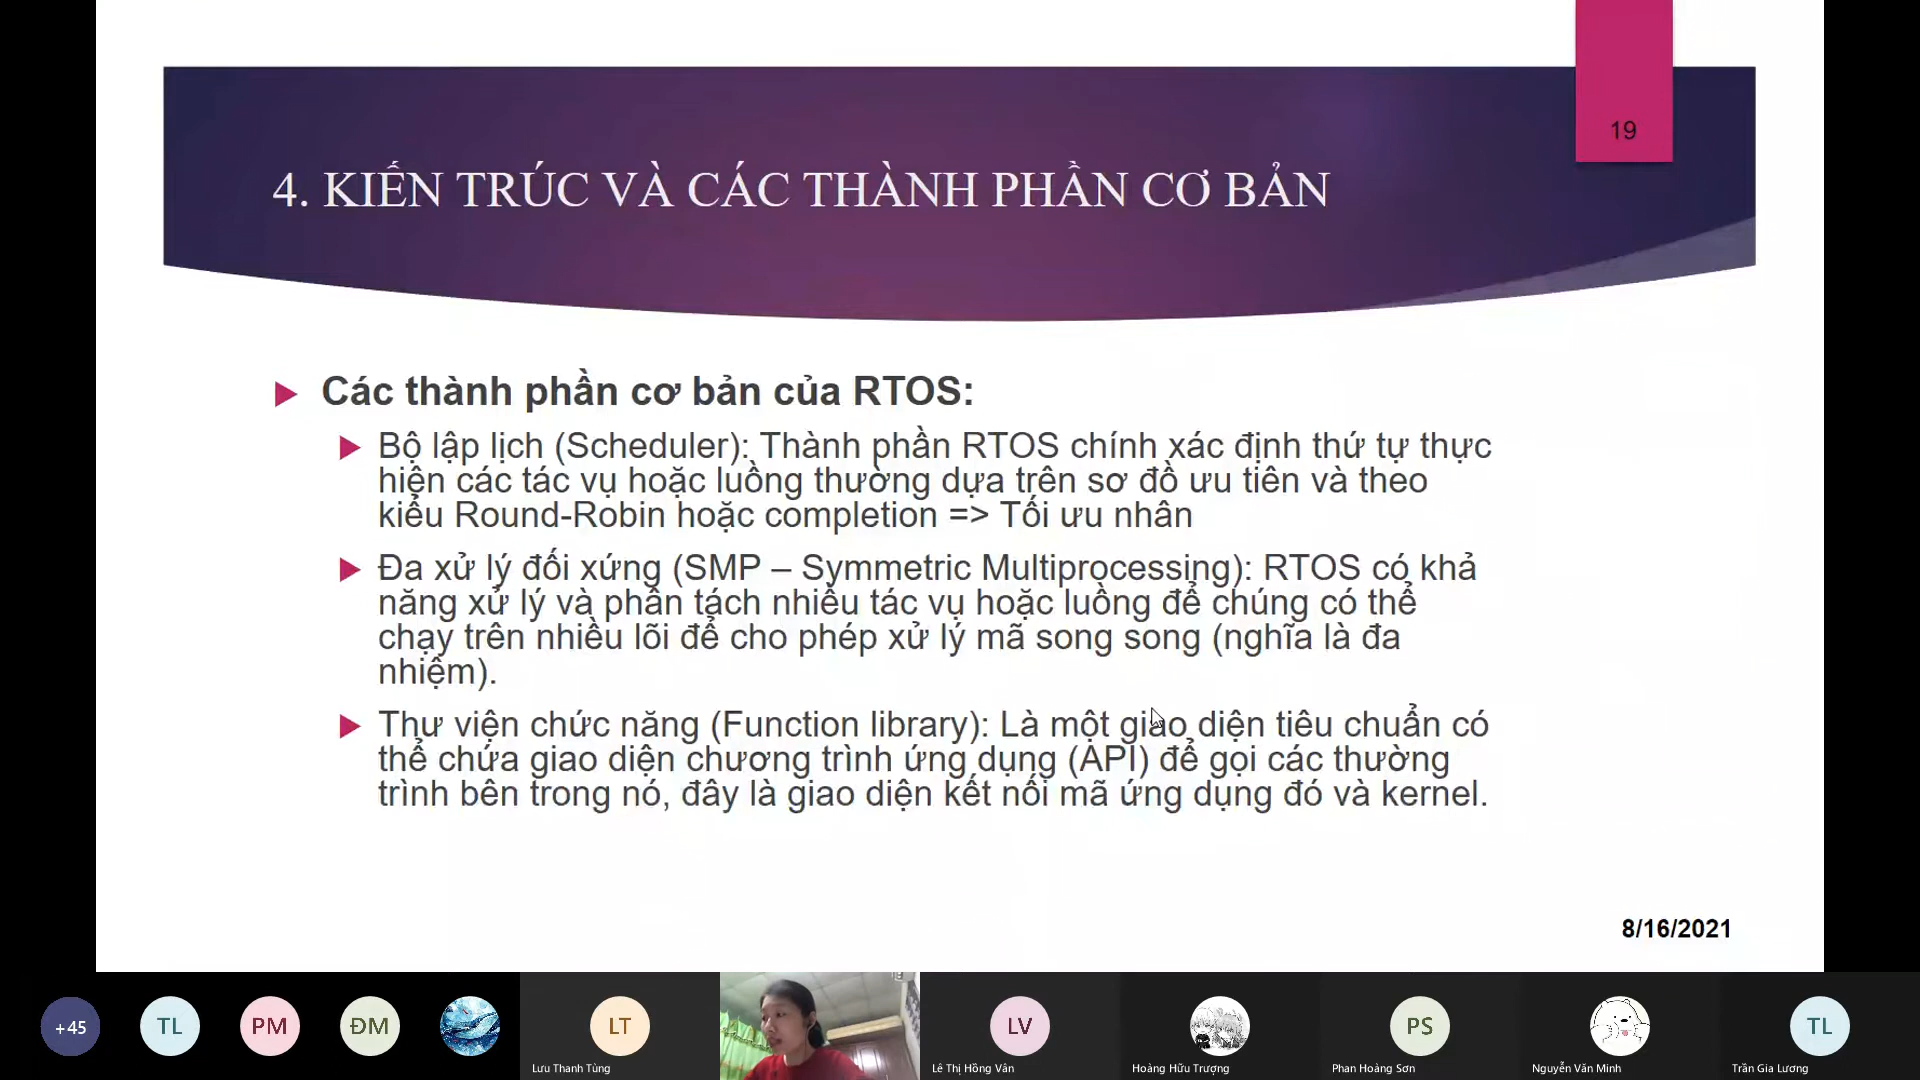 19
4. KIẾN TRÚC VÀ CÁC THÀNH PHẦN CƠ BẢN
Các thành phần cơ bản của RTOS:
Bộ lập lịch (Scheduler): Thành phần RTOS chính xác định thứ tự thực
hiện các tác vụ hoặc luồng thường dựa trên sơ đồ ưu tiên và theo
kiểu Round-Robin hoặc completion => Tối ưu nhân
Đa xử lý đối xứng (SMP – Symmetric Multiprocessing): RTOS có khả
năng xử lý và phân tách nhiều tác vụ hoặc luồng để chúng có thể
chạy trên nhiều lõi để cho phép xử lý mã song song (nghĩa là đa
nhiệm).
Thư viện chức năng (Function library): Là một giao diện tiêu chuẩn có
thể chứa giao diện chương trình ứng dụng (API) để gọi các thường
trình bên trong nó, đây là giao diện kết nối mã ứng dụng đó và kernel.
8/16/2021
+45
TL
PM
ĐM
LT
LV
PS
TL
Lưu Thanh Tùng
Lê Thị Hồng Vân
Hoàng Hữu Trượng
Phan Hoàng Sơn
Nguyễn Văn Minh
Trần Gia Lương